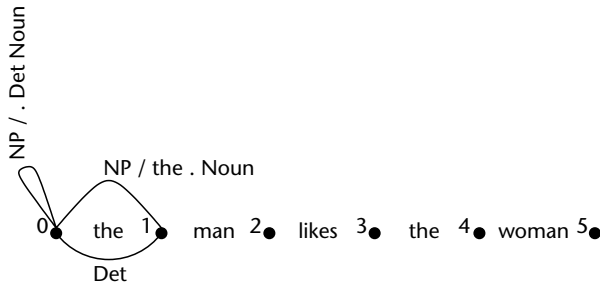 NP / . Det Noun
NP / the . Noun
0 the 1 man 2 likes 3 the 4 woman 5
Det